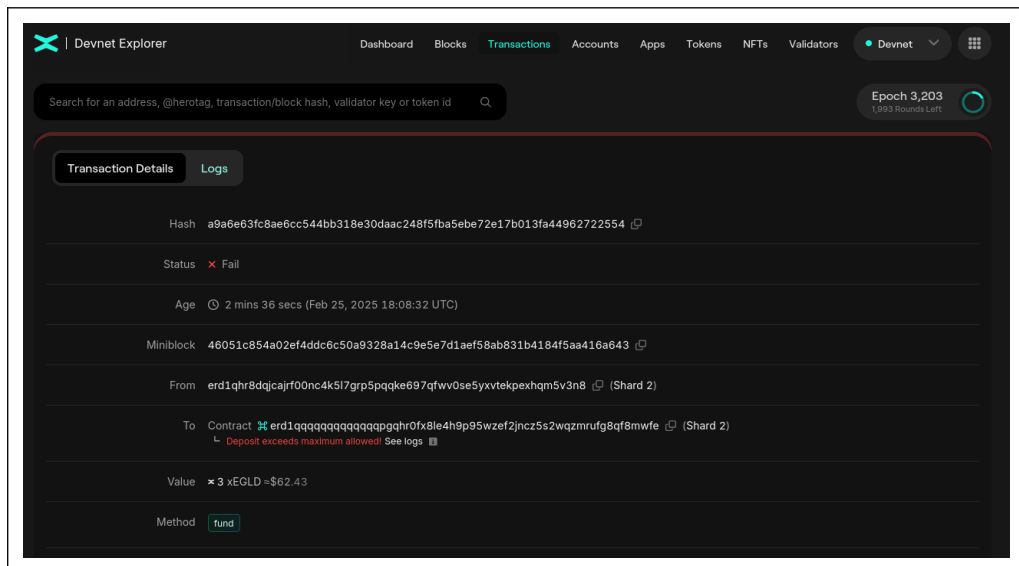 Devnet Explorer
Dashboard Blocks Transactions Accounts Apps Tokens NFTs Validators Devnet
Search for an address, @herotag, transaction/block hash, validator key or token id
Epoch 3,203
1,993 Rounds Left
Transaction Details Logs
Hash a9a6e63fc8ae6cc544bb318e30daac248f5fba5ebe72e17b013fa44962722554
Status Fail
Age 2 mins 36 secs (Feb 25, 2025 18:08:32 UTC)
Miniblock 46051c854a02ef4ddc6c50a9328a14c9e5e7d1aef58ab831b4184f5aa416a643
From erd1qhr8dqjcajrf00nc4k5l7grp5pqqke697qfwv0se5yxvtekpexhqm5v3n8 (Shard 2)
To Contract erd1qqqqqqqqqqqqqpgqhr0fx8le4h9p95wzef2jncz5s2wqzmrufg8qf8mwfe (Shard 2)
Deposit exceeds maximum allowed! See logs
Value 3 xEGLD ≈$62.43
Method fund